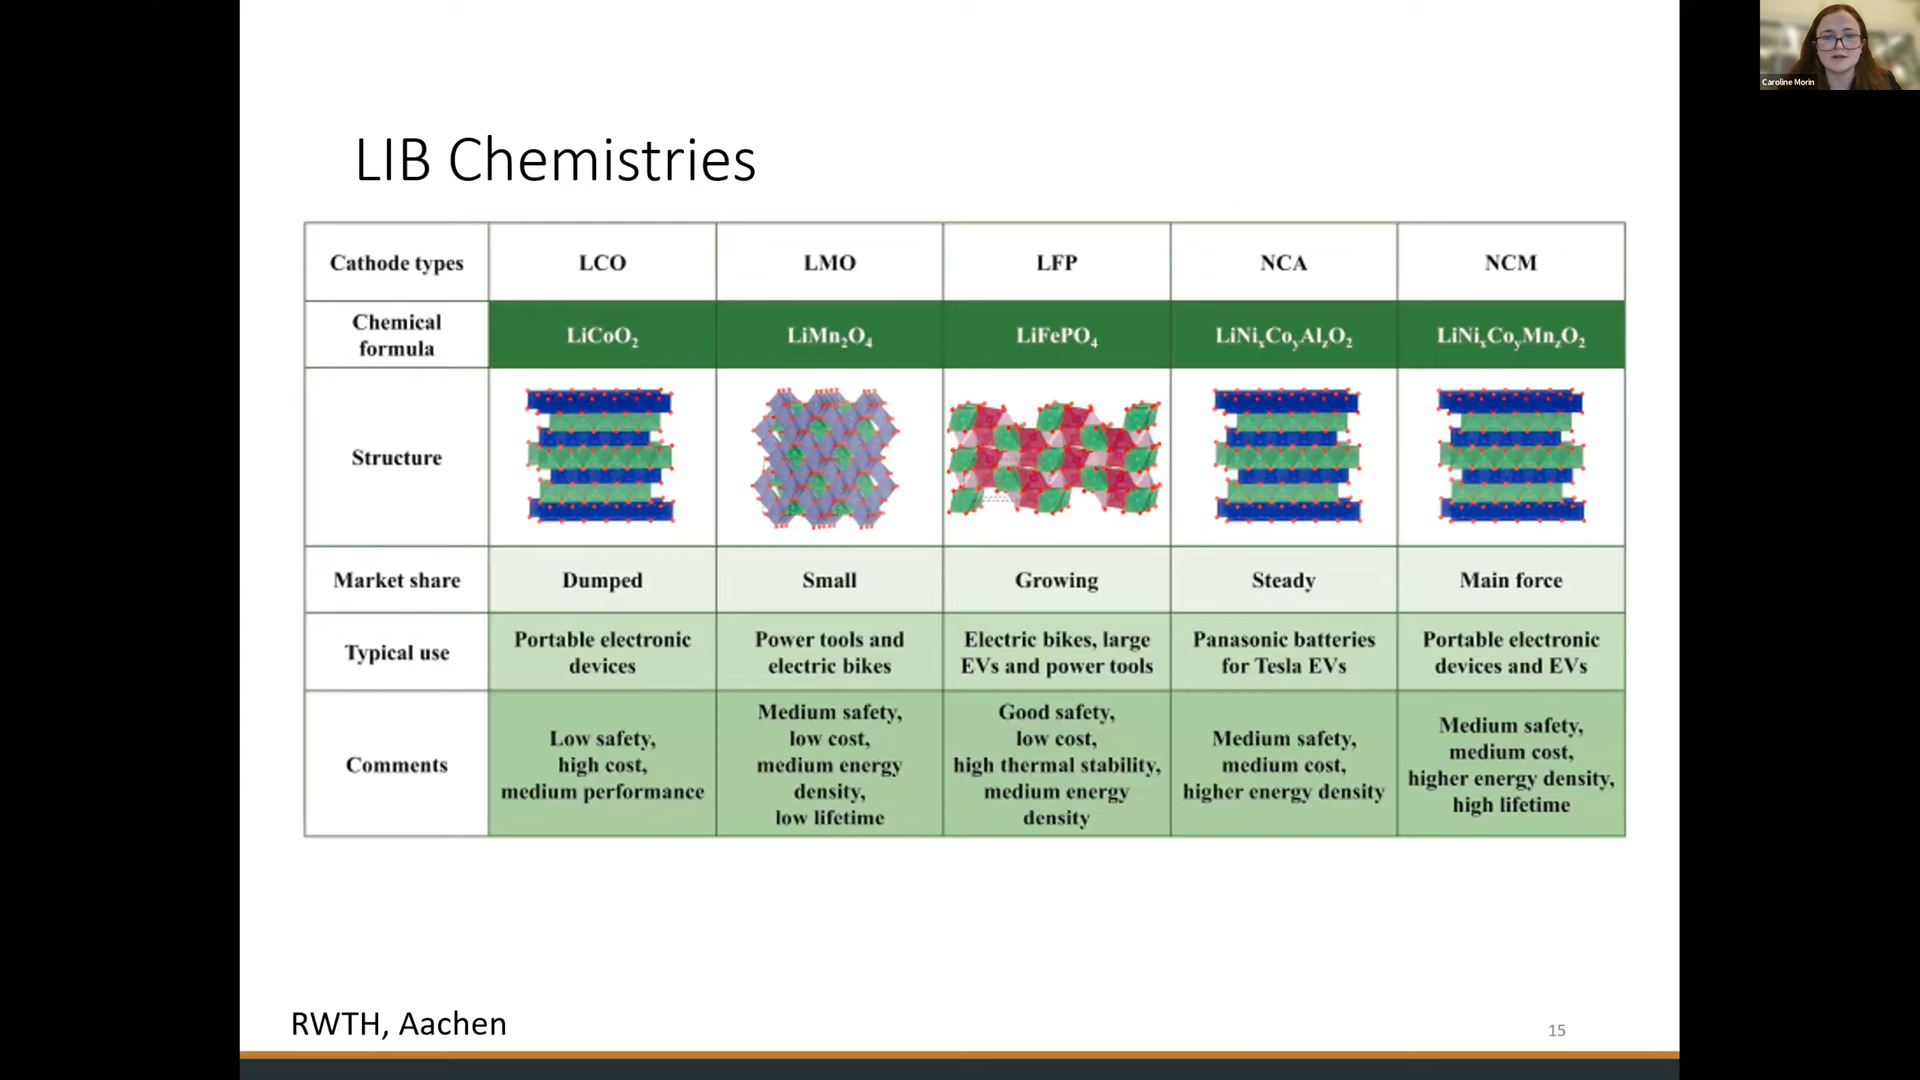 Caroline Morin
LIB Chemistries
Cathode types
LCO
LMO
LFP
NCA
NCM
Chemical
formula
LiCoO₂
LiMn₂O₄
LiFePO₄
LiNiₓCoᵧAl_zO₂
LiNiₓCoᵧMn_zO₂
Structure
Market share
Dumped
Small
Growing
Steady
Main force
Typical use
Portable electronic
devices
Power tools and
electric bikes
Electric bikes, large
EVs and power tools
Panasonic batteries
for Tesla EVs
Portable electronic
devices and EVs
Comments
Low safety,
high cost,
medium performance
Medium safety,
low cost,
medium energy
density,
low lifetime
Good safety,
low cost,
high thermal stability,
medium energy
density
Medium safety,
medium cost,
higher energy density
Medium safety,
medium cost,
higher energy density,
high lifetime
RWTH, Aachen
15